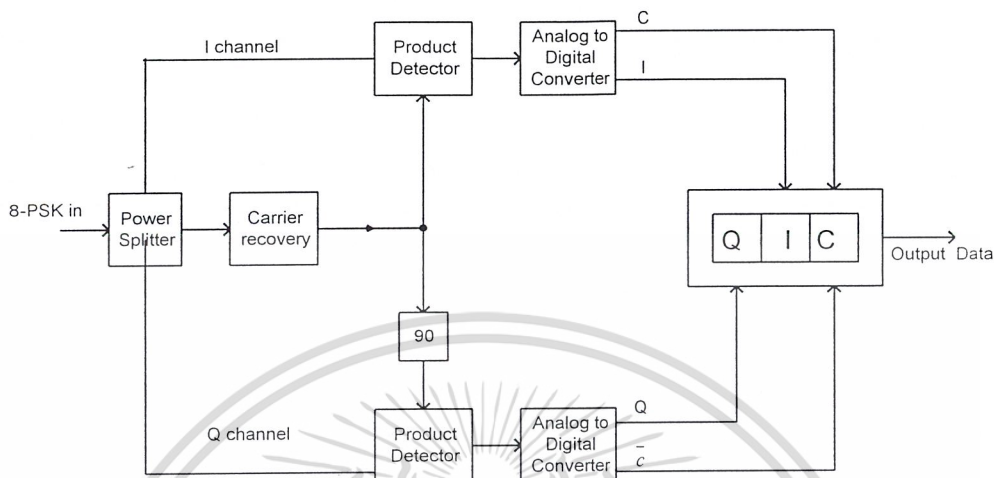 C
I channel
Product
Detector
Analog to
Digital
Converter
I
8-PSK in
Power
Splitter
Carrier
recovery
Q I C
Output Data
90
Q channel
Product
Detector
Analog to
Digital
Converter
Q
c̄